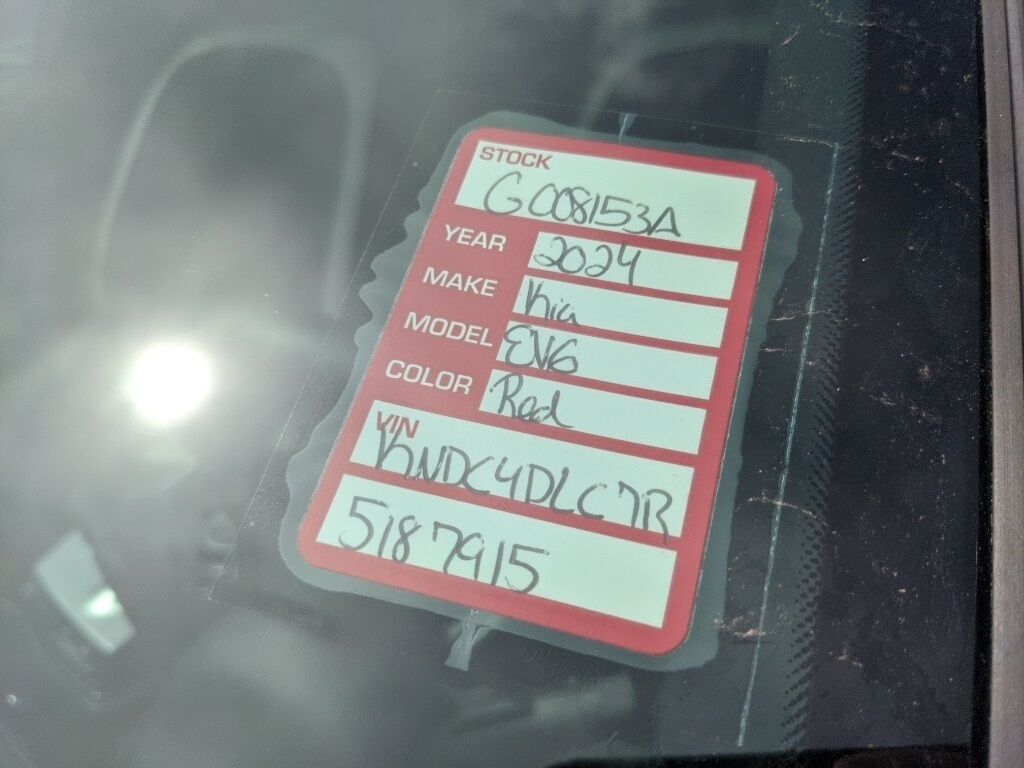 STOCK
G008153A
YEAR 2024
MAKE Kia
MODEL EV6
COLOR Red
VIN
KNDC4DLC7R
5187915